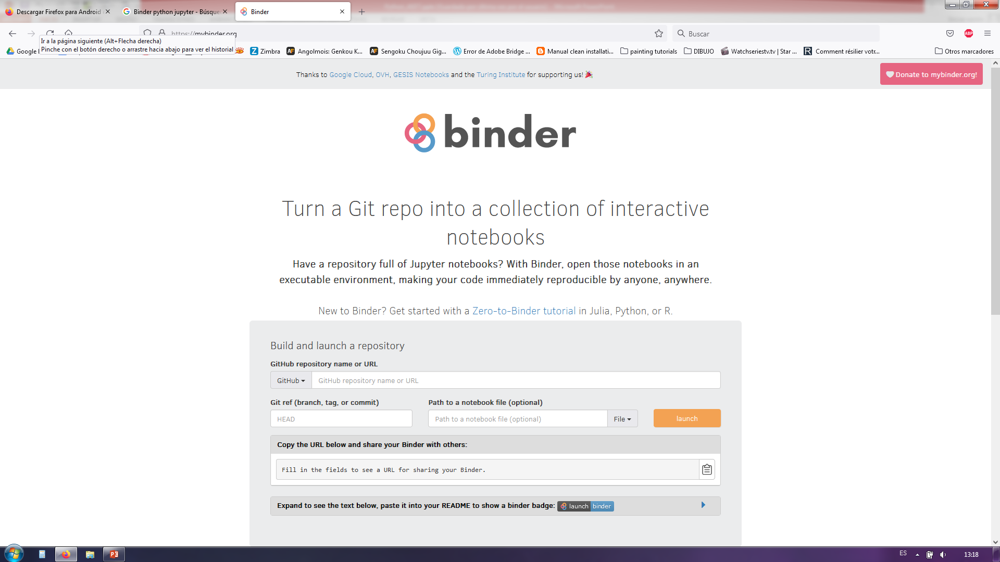 Descargar Firefox para Android
Binder python jupyter - Búsque
Binder
https://mybinder.org
Buscar
ABP
Ir a la página siguiente (Alt+Flecha derecha)
Pinche con el botón derecho o arrastre hacia abajo para ver el historial
Google
Zimbra
Angolmois: Genkou K...
Sengoku Choujuu Gig...
Error de Adobe Bridge ...
Manual clean installati...
painting tutorials
DIBUJO
Watchseriestv.tv | Star ...
Comment résilier votr...
Otros marcadores
Thanks to Google Cloud, OVH, GESIS Notebooks and the Turing Institute for supporting us! 🎉
Donate to mybinder.org!
binder
Turn a Git repo into a collection of interactive
notebooks
Have a repository full of Jupyter notebooks? With Binder, open those notebooks in an
executable environment, making your code immediately reproducible by anyone, anywhere.
New to Binder? Get started with a Zero-to-Binder tutorial in Julia, Python, or R.
Build and launch a repository
GitHub repository name or URL
GitHub
GitHub repository name or URL
Git ref (branch, tag, or commit)
Path to a notebook file (optional)
HEAD
Path to a notebook file (optional)
File
launch
Copy the URL below and share your Binder with others:
Fill in the fields to see a URL for sharing your Binder.
Expand to see the text below, paste it into your README to show a binder badge: launch binder
ES
13:18